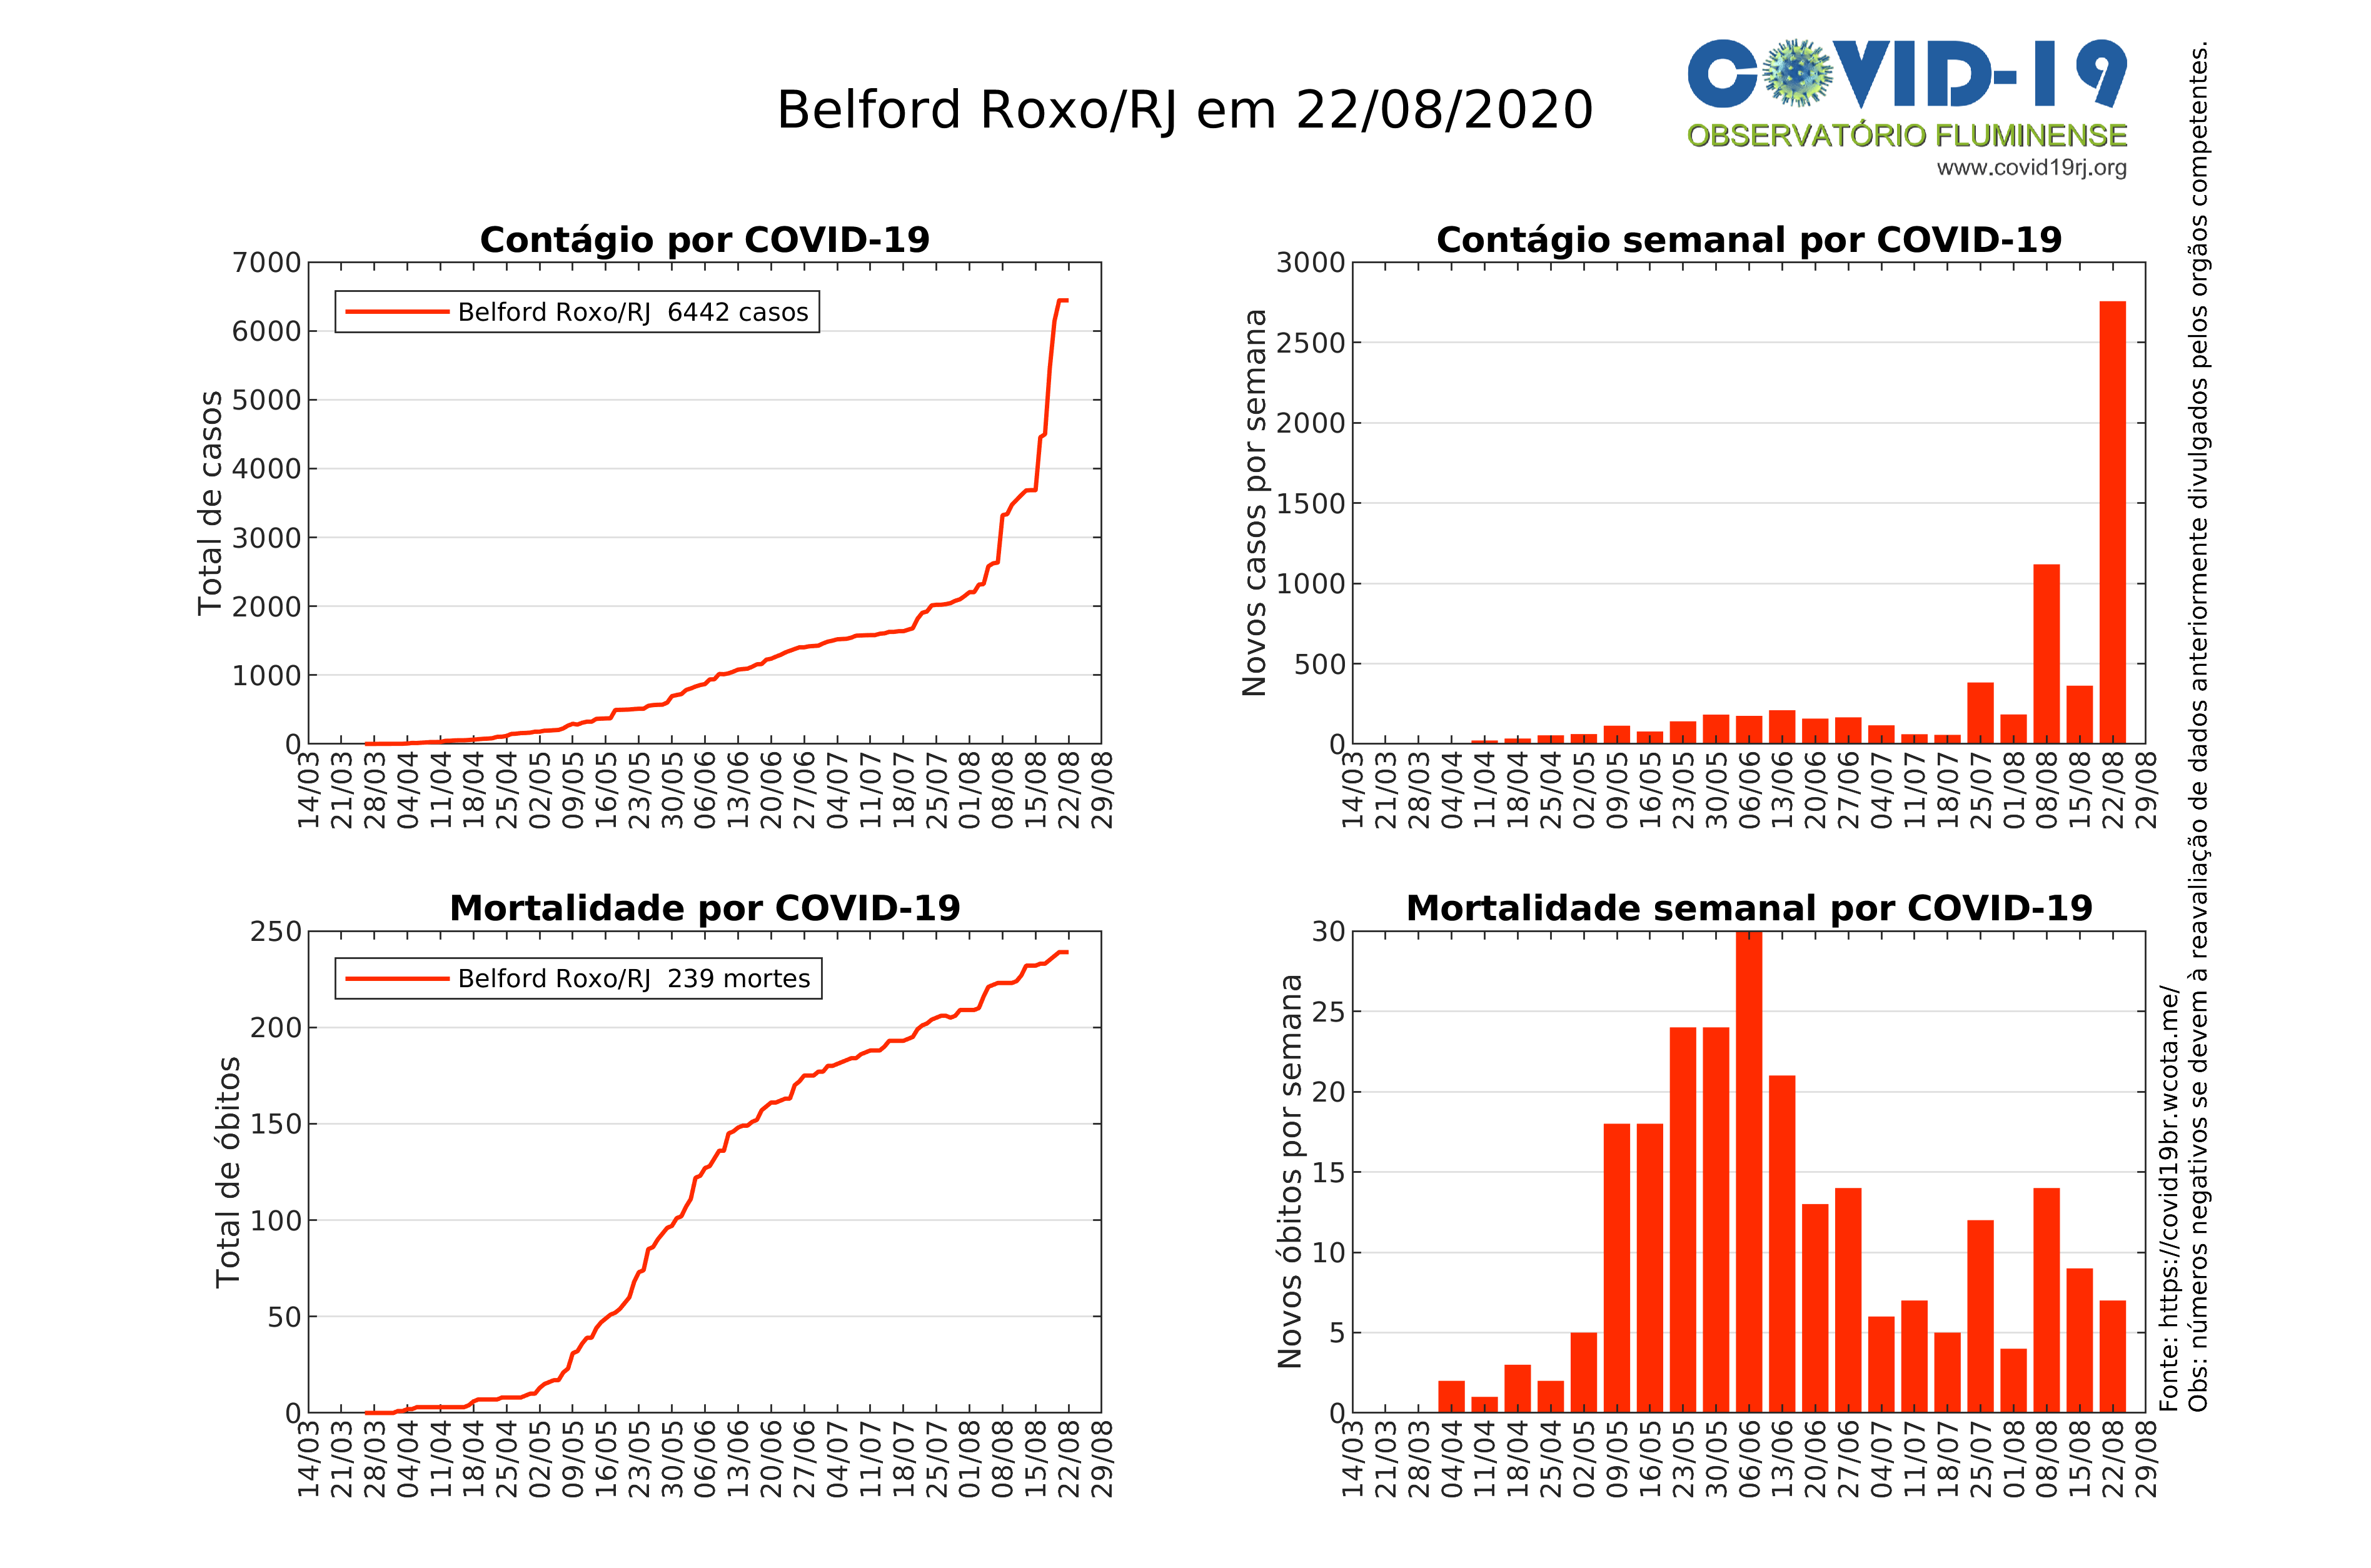 Belford Roxo/RJ em 22/08/2020
COVID-19
OBSERVATÓRIO FLUMINENSE
www.covid19rj.org
Contágio por COVID-19
Total de casos
7000
6000
5000
4000
3000
2000
1000
0
Belford Roxo/RJ 6442 casos
14/03 21/03 28/03 04/04 11/04 18/04 25/04 02/05 09/05 16/05 23/05 30/05 06/06 13/06 20/06 27/06 04/07 11/07 18/07 25/07 01/08 08/08 15/08 22/08 29/08
Contágio semanal por COVID-19
Novos casos por semana
3000
2500
2000
1500
1000
500
0
14/03 21/03 28/03 04/04 11/04 18/04 25/04 02/05 09/05 16/05 23/05 30/05 06/06 13/06 20/06 27/06 04/07 11/07 18/07 25/07 01/08 08/08 15/08 22/08 29/08
Mortalidade por COVID-19
Total de óbitos
250
200
150
100
50
0
Belford Roxo/RJ 239 mortes
14/03 21/03 28/03 04/04 11/04 18/04 25/04 02/05 09/05 16/05 23/05 30/05 06/06 13/06 20/06 27/06 04/07 11/07 18/07 25/07 01/08 08/08 15/08 22/08 29/08
Mortalidade semanal por COVID-19
Novos óbitos por semana
30
25
20
15
10
5
0
14/03 21/03 28/03 04/04 11/04 18/04 25/04 02/05 09/05 16/05 23/05 30/05 06/06 13/06 20/06 27/06 04/07 11/07 18/07 25/07 01/08 08/08 15/08 22/08 29/08
Fonte: https://covid19br.wcota.me/
Obs: números negativos se devem à reavaliação de dados anteriormente divulgados pelos orgãos competentes.